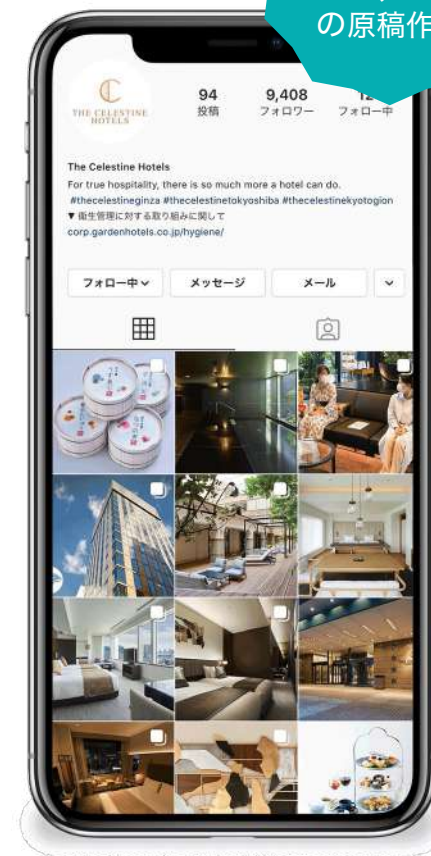 の原稿作
THE CELESTINE
HOTELS
94
9,408
投稿
フォロワー
フォロー中
The Celestine Hotels
For true hospitality, there is so much more a hotel can do.
#thecelestineginza #thecelestinetokyoshiba #thecelestinekyotogion
▼ 衛生管理に対する取り組みに関して
corp.gardenhotels.co.jp/hygiene/
フォロー中
メッセージ
メール